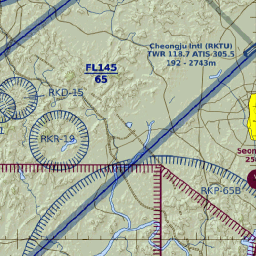 Cheongju Intl (RKTU)
TWR 118.7 ATIS 305.5
192 - 2743m
FL145
65
RKD-15
RKR-19
RKP-65B